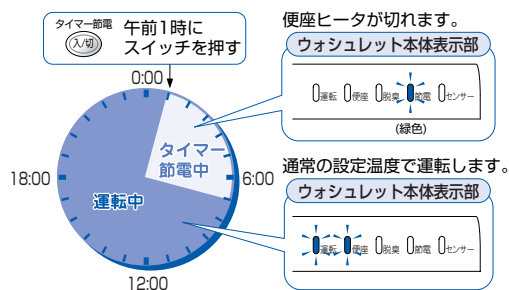 タイマー節電
入/切
午前1時に
スイッチを押す
便座ヒータが切れます。
ウォシュレット本体表示部
運転 便座 脱臭 節電 センサー
(緑色)
0:00
タイマー
節電中
18:00
6:00
運転中
12:00
通常の設定温度で運転します。
ウォシュレット本体表示部
運転 便座 脱臭 節電 センサー